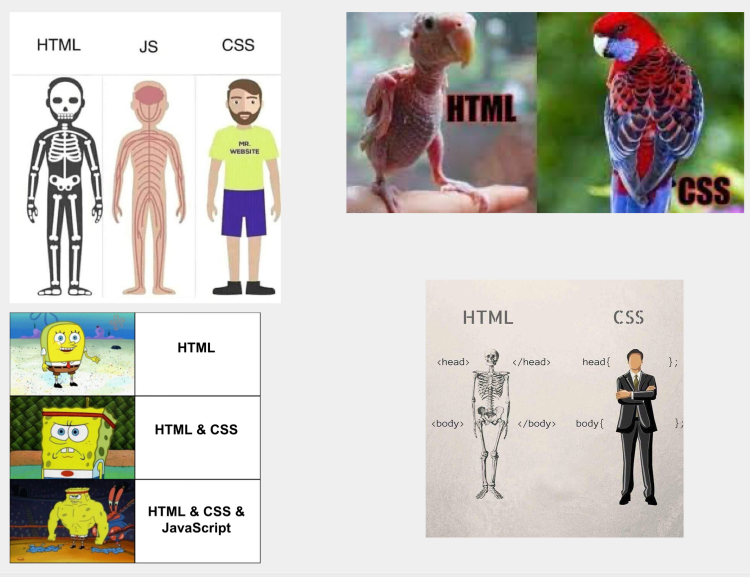 HTML JS CSS
MR.
WEBSITE
HTML
CSS
HTML
HTML & CSS
HTML & CSS &
JavaScript
HTML CSS
<head> </head> head{ };
<body> </body> body{ };